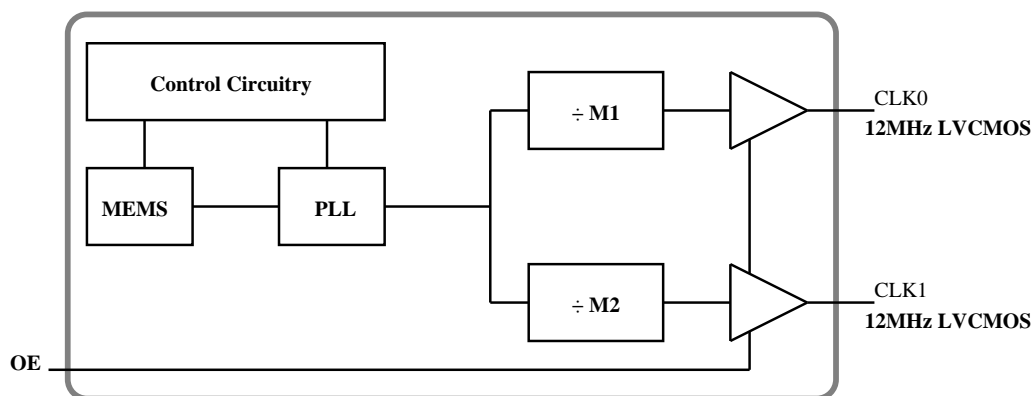 Control Circuitry
MEMS
PLL
÷ M1
÷ M2
CLK0
12MHz LVCMOS
CLK1
12MHz LVCMOS
OE